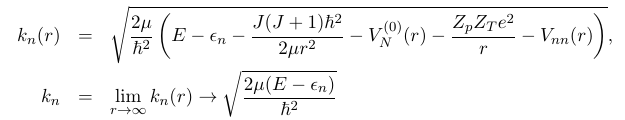 $k_n(r) = \sqrt{\frac{2\mu}{\hbar^2}\left(E - \epsilon_n - \frac{J(J+1)\hbar^2}{2\mu r^2} - V_N^{(0)}(r) - \frac{Z_p Z_T e^2}{r} - V_{nn}(r)\right)},$
$k_n = \lim_{r\to\infty} k_n(r) \to \sqrt{\frac{2\mu(E - \epsilon_n)}{\hbar^2}}$